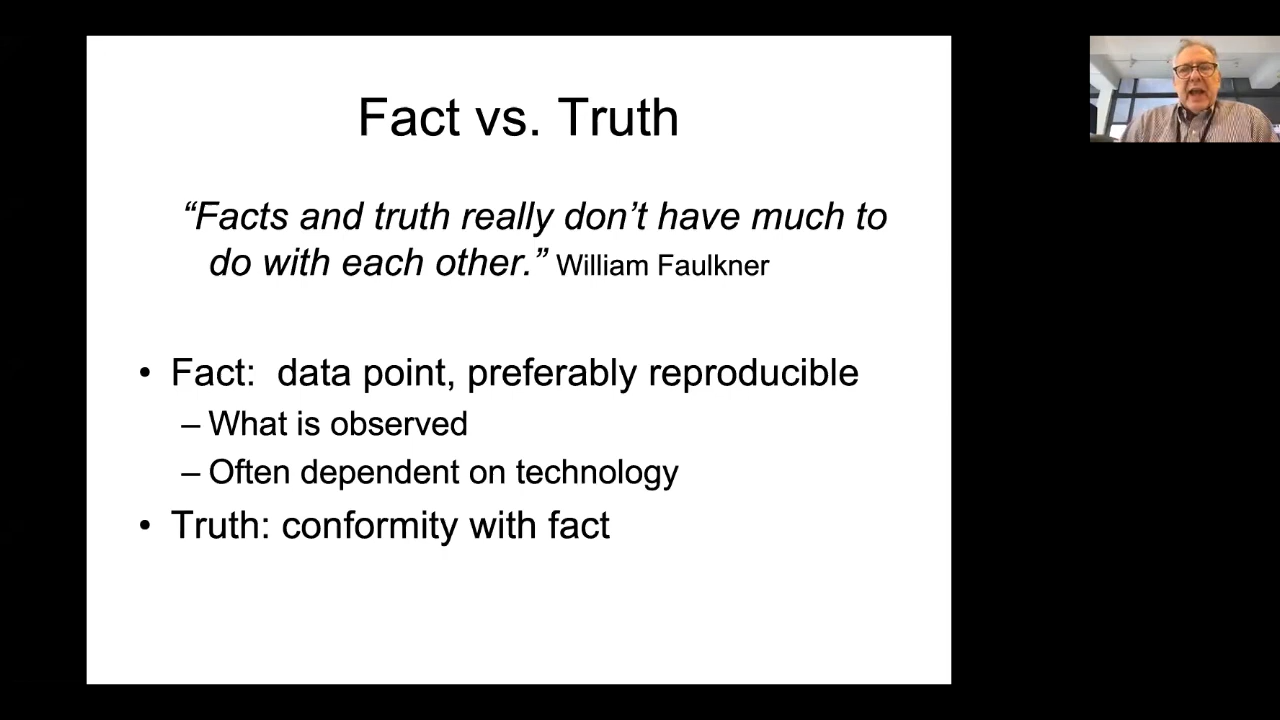 Fact vs. Truth
“Facts and truth really don’t have much to
do with each other.” William Faulkner
• Fact:  data point, preferably reproducible
– What is observed
– Often dependent on technology
• Truth: conformity with fact